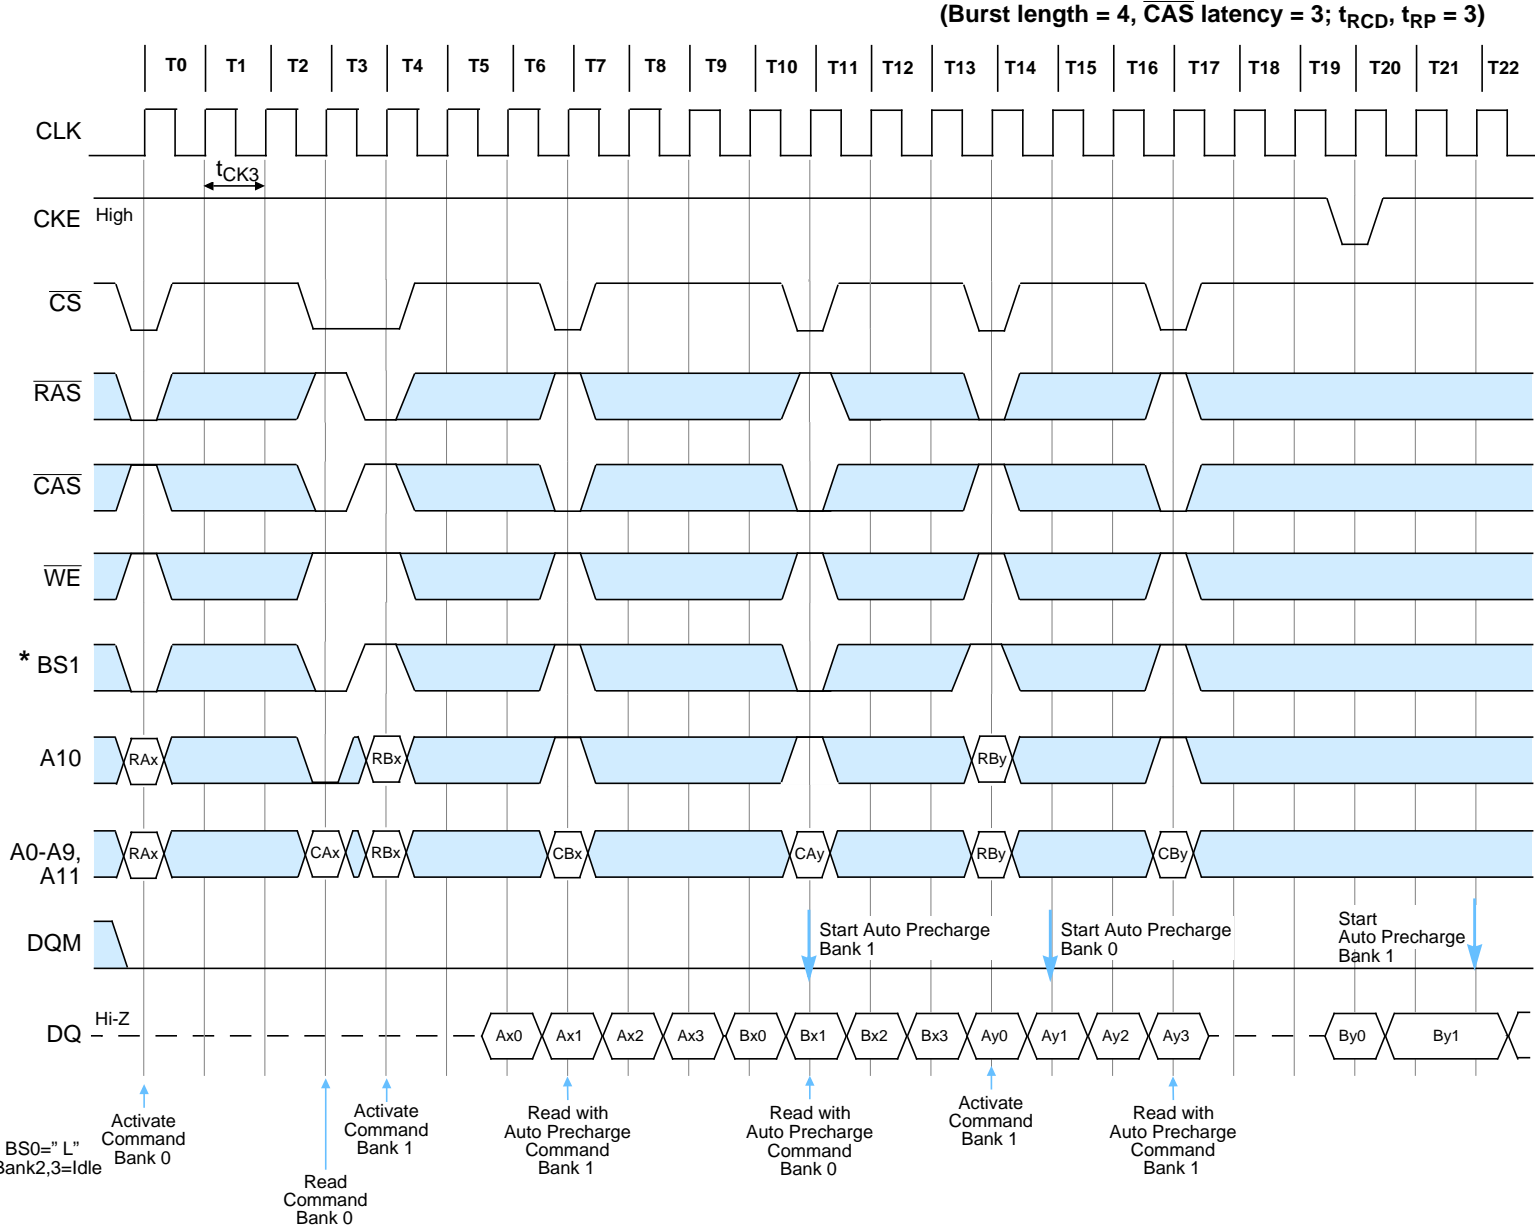 (Burst length = 4, CAS latency = 3; tRCD, tRP = 3)
T0 T1 T2 T3 T4 T5 T6 T7 T8 T9 T10 T11 T12 T13 T14 T15 T16 T17 T18 T19 T20 T21 T22
CLK
tCK3
CKE High
CS
RAS
CAS
WE
* BS1
A10 RAx RBx RBy
A0-A9, A11 RAx CAx RBx CBx CAy RBy CBy
DQM
Start Auto Precharge
Bank 1
Start Auto Precharge
Bank 0
Start
Auto Precharge
Bank 1
DQ Hi-Z Ax0 Ax1 Ax2 Ax3 Bx0 Bx1 Bx2 Bx3 Ay0 Ay1 Ay2 Ay3 By0 By1
BS0=" L"
Bank2,3=Idle
Activate
Command
Bank 0
Read
Command
Bank 0
Activate
Command
Bank 1
Read with
Auto Precharge
Command
Bank 1
Read with
Auto Precharge
Command
Bank 0
Activate
Command
Bank 1
Read with
Auto Precharge
Command
Bank 1